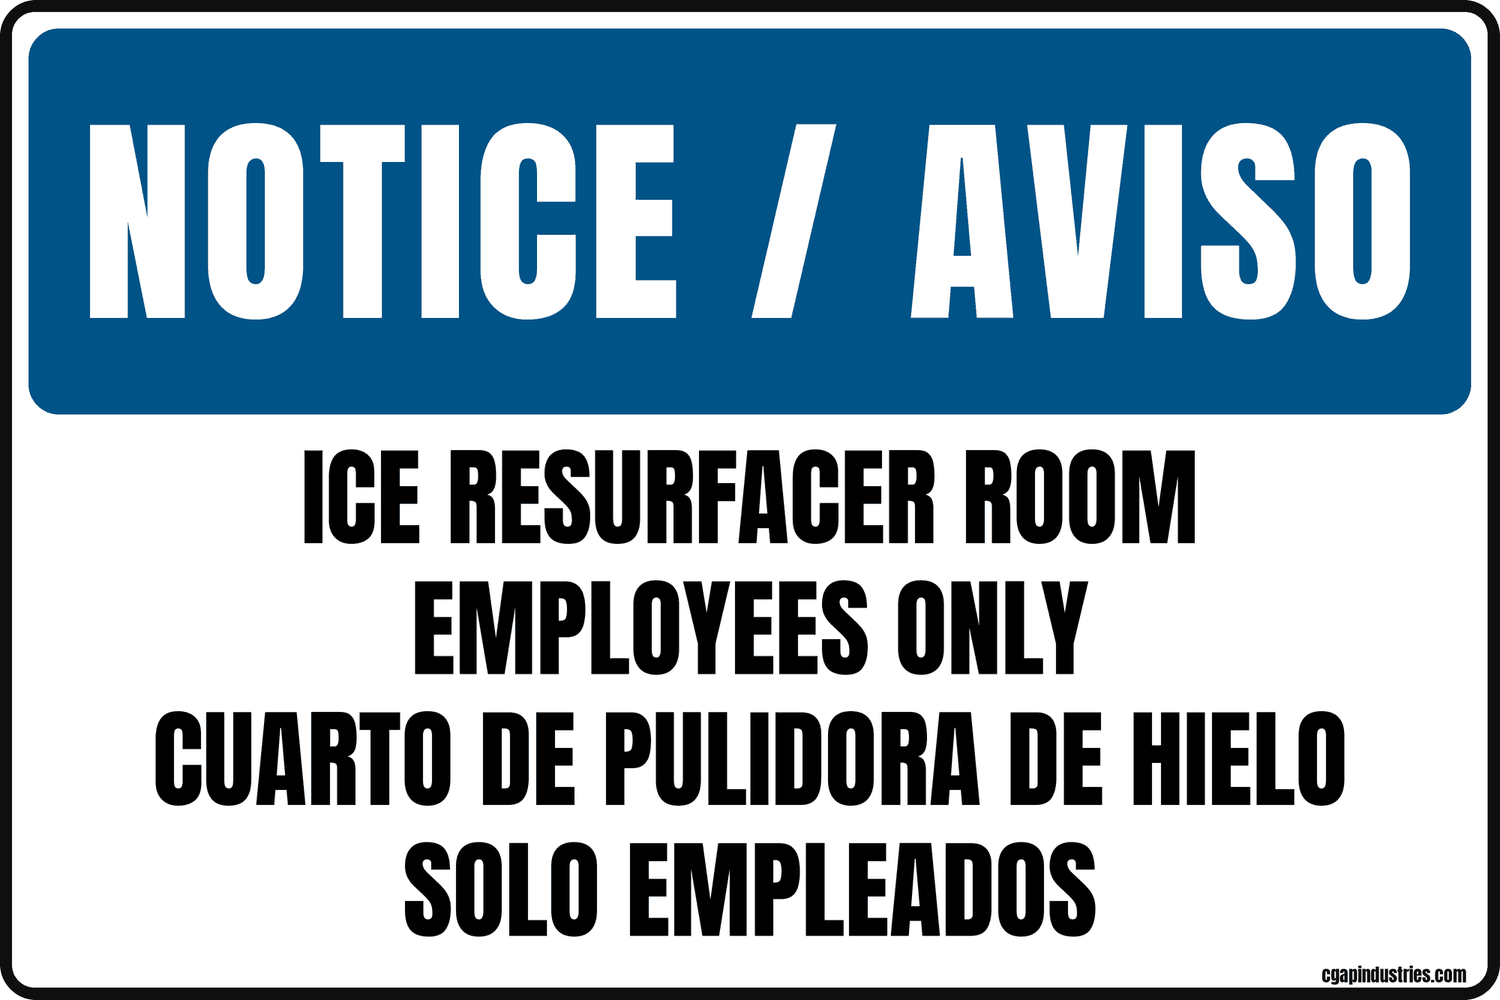 NOTICE / AVISO
ICE RESURFACER ROOM
EMPLOYEES ONLY
CUARTO DE PULIDORA DE HIELO
SOLO EMPLEADOS
cgapindustries.com